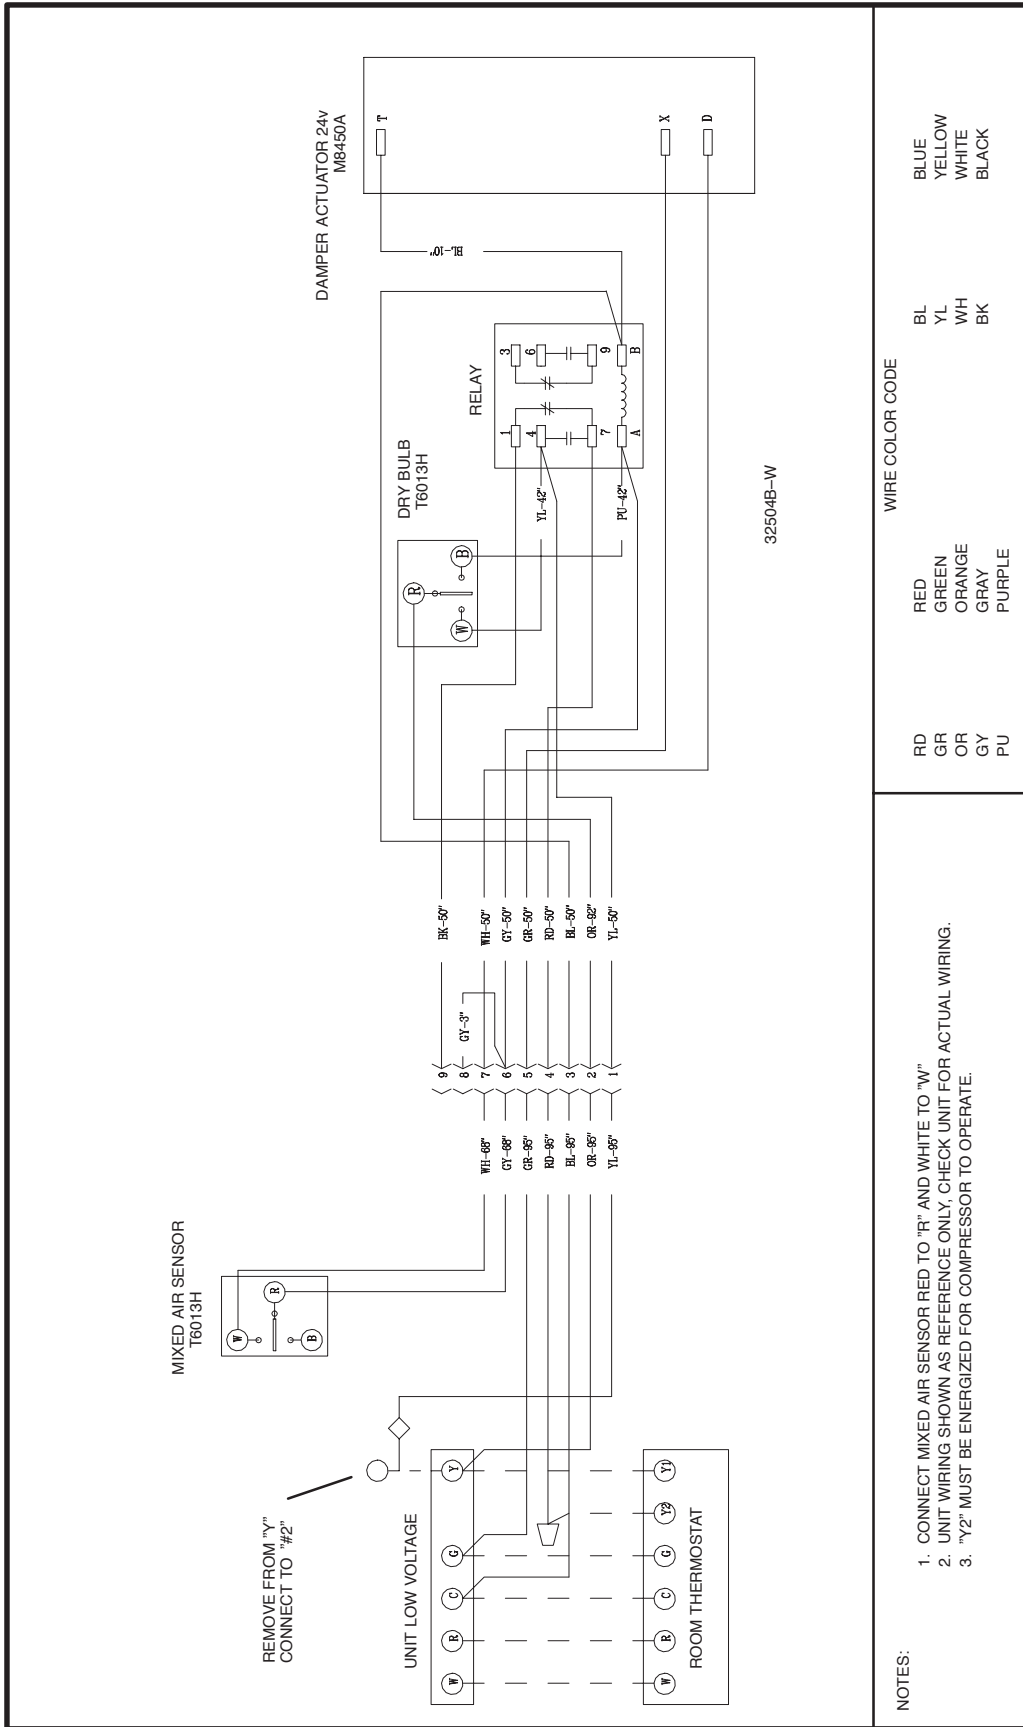 DAMPER ACTUATOR 24v
M8450A
T
X
D
BL-10"
RELAY
3
6
9
B
1
4
7
A
DRY BULB
T6013H
R
W
B
YL-42"
PU-42"
32504B-W
BK-50"
WH-50"
GY-50"
GR-50"
RD-50"
BL-50"
OR-92"
YL-50"
GY-3"
9
8
7
6
5
4
3
2
1
WH-68"
GY-68"
GR-95"
RD-95"
BL-95"
OR-95"
YL-95"
MIXED AIR SENSOR
T6013H
W
R
B
REMOVE FROM "Y"
CONNECT TO "#2"
UNIT LOW VOLTAGE
W
R
C
G
Y
ROOM THERMOSTAT
W
R
C
G
Y2
Y1
NOTES:
1. CONNECT MIXED AIR SENSOR RED TO "R" AND WHITE TO "W"
2. UNIT WIRING SHOWN AS REFERENCE ONLY, CHECK UNIT FOR ACTUAL WIRING.
3. "Y2" MUST BE ENERGIZED FOR COMPRESSOR TO OPERATE.
WIRE COLOR CODE
RD RED BL BLUE
GR GREEN YL YELLOW
OR ORANGE WH WHITE
GY GRAY BK BLACK
PU PURPLE